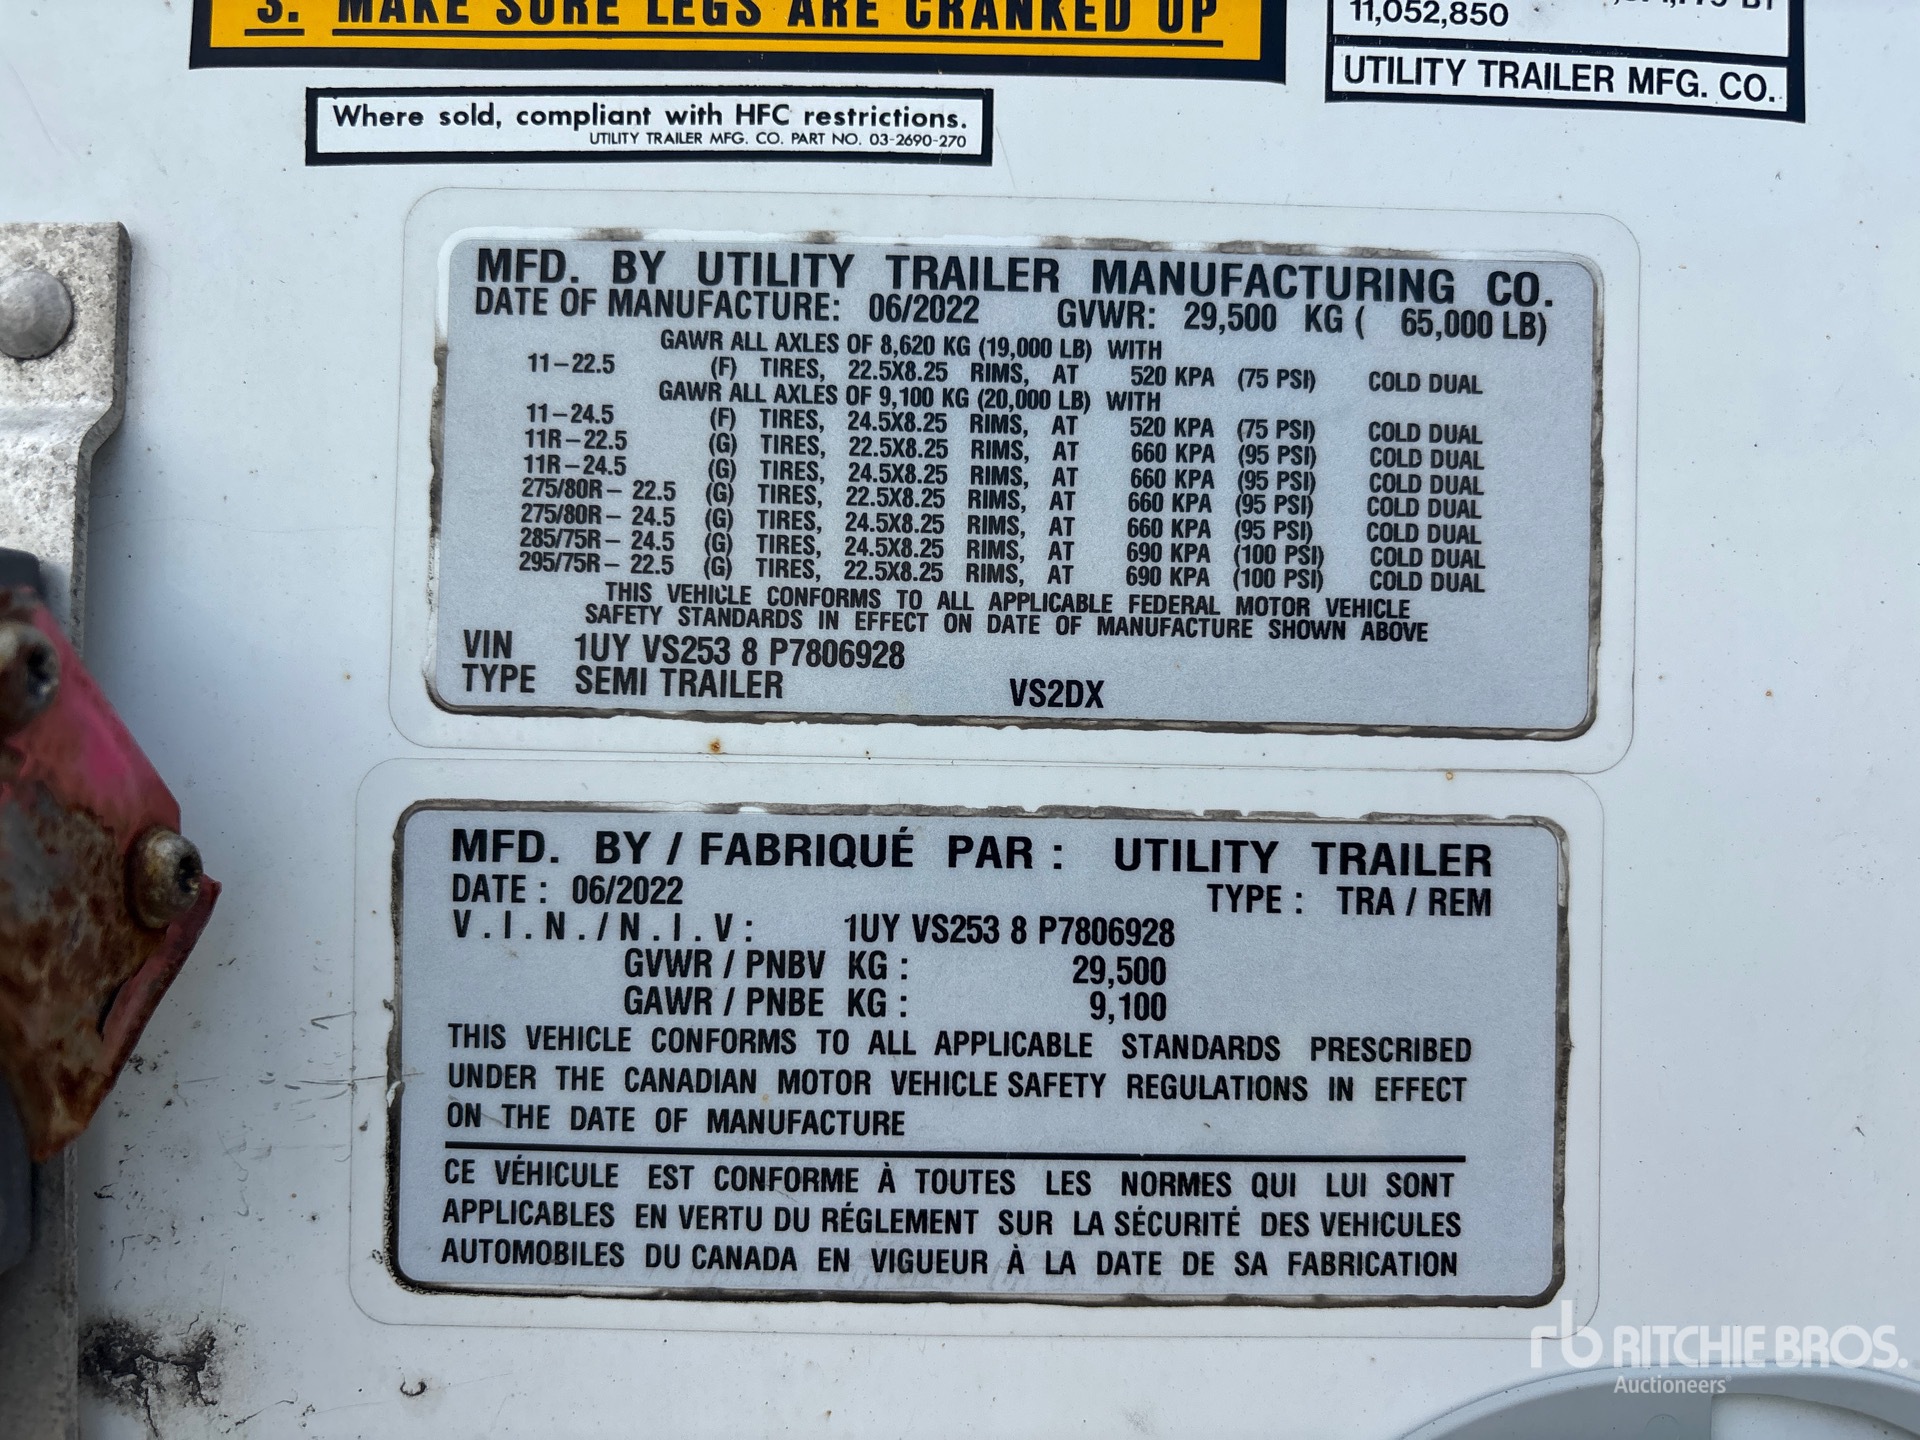 3. MAKE SURE LEGS ARE CRANKED UP
11,052,850
UTILITY TRAILER MFG. CO.
Where sold, compliant with HFC restrictions.
UTILITY TRAILER MFG. CO. PART NO. 03-2690-270
MFD. BY UTILITY TRAILER MANUFACTURING CO.
DATE OF MANUFACTURE: 06/2022 GVWR: 29,500 KG ( 65,000 LB)
GAWR ALL AXLES OF 8,620 KG (19,000 LB) WITH
11-22.5 (F) TIRES, 22.5X8.25 RIMS, AT 520 KPA (75 PSI) COLD DUAL
GAWR ALL AXLES OF 9,100 KG (20,000 LB) WITH
11-24.5 (F) TIRES, 24.5X8.25 RIMS, AT 520 KPA (75 PSI) COLD DUAL
11R-22.5 (G) TIRES, 22.5X8.25 RIMS, AT 660 KPA (95 PSI) COLD DUAL
11R-24.5 (G) TIRES, 24.5X8.25 RIMS, AT 660 KPA (95 PSI) COLD DUAL
275/80R- 22.5 (G) TIRES, 22.5X8.25 RIMS, AT 660 KPA (95 PSI) COLD DUAL
275/80R- 24.5 (G) TIRES, 24.5X8.25 RIMS, AT 660 KPA (95 PSI) COLD DUAL
285/75R- 24.5 (G) TIRES, 24.5X8.25 RIMS, AT 690 KPA (100 PSI) COLD DUAL
295/75R- 22.5 (G) TIRES, 22.5X8.25 RIMS, AT 690 KPA (100 PSI) COLD DUAL
THIS VEHICLE CONFORMS TO ALL APPLICABLE FEDERAL MOTOR VEHICLE
SAFETY STANDARDS IN EFFECT ON DATE OF MANUFACTURE SHOWN ABOVE
VIN 1UY VS253 8 P7806928
TYPE SEMI TRAILER VS2DX
MFD. BY / FABRIQUÉ PAR : UTILITY TRAILER
DATE : 06/2022 TYPE : TRA / REM
V.I.N./N.I.V: 1UY VS253 8 P7806928
GVWR / PNBV KG : 29,500
GAWR / PNBE KG : 9,100
THIS VEHICLE CONFORMS TO ALL APPLICABLE STANDARDS PRESCRIBED
UNDER THE CANADIAN MOTOR VEHICLE SAFETY REGULATIONS IN EFFECT
ON THE DATE OF MANUFACTURE
CE VÉHICULE EST CONFORME À TOUTES LES NORMES QUI LUI SONT
APPLICABLES EN VERTU DU RÉGLEMENT SUR LA SÉCURITÉ DES VEHICULES
AUTOMOBILES DU CANADA EN VIGUEUR À LA DATE DE SA FABRICATION
rb RITCHIE BROS.
Auctioneers